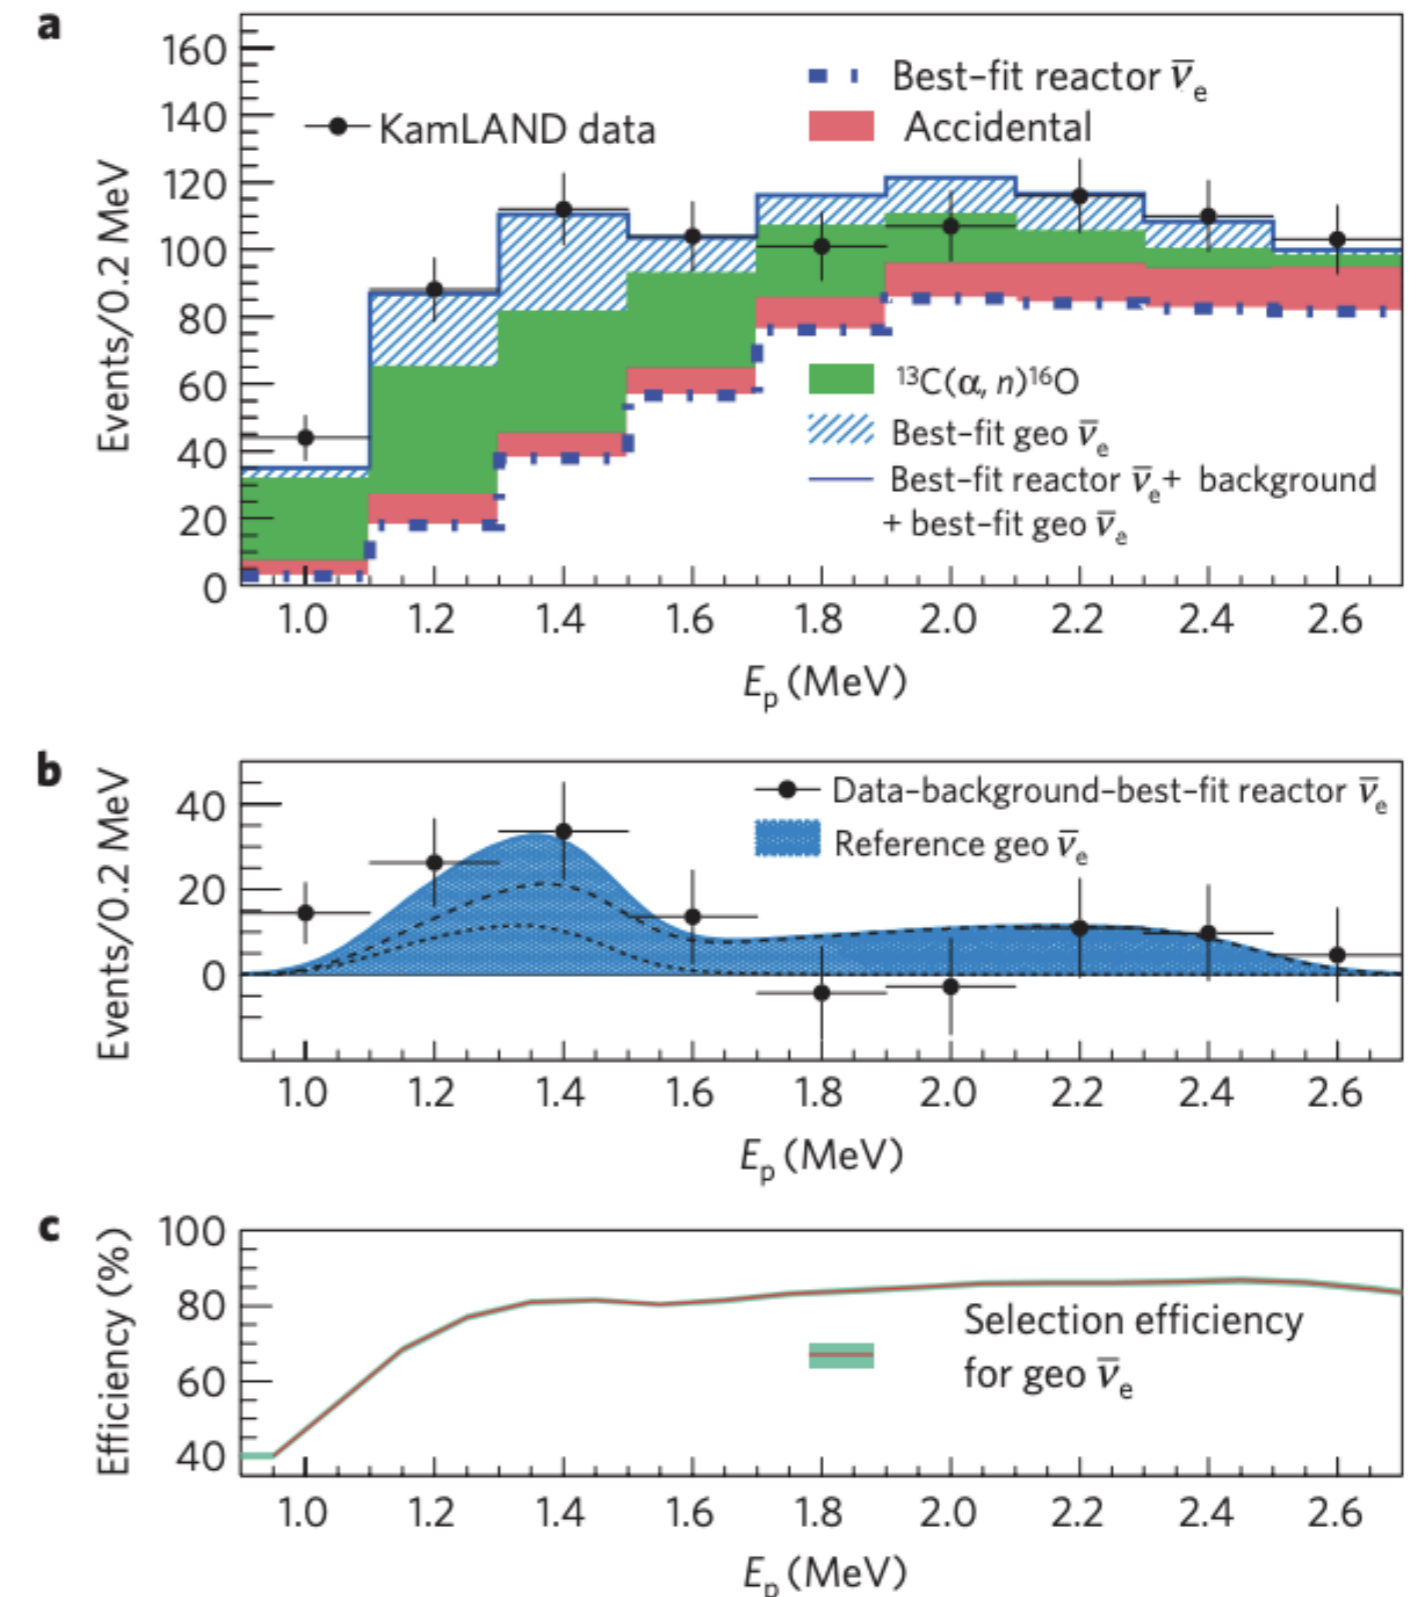 a
160
140
120
100
80
60
40
20
0
Events/0.2 MeV
KamLAND data
Best-fit reactor ν̅e
Accidental
¹³C(α, n)¹⁶O
Best-fit geo ν̅e
Best-fit reactor ν̅e+ background
+ best-fit geo ν̅e
1.0 1.2 1.4 1.6 1.8 2.0 2.2 2.4 2.6
Ep (MeV)
b
40
20
0
Events/0.2 MeV
Data-background-best-fit reactor ν̅e
Reference geo ν̅e
1.0 1.2 1.4 1.6 1.8 2.0 2.2 2.4 2.6
Ep (MeV)
c
100
80
60
40
Efficiency (%)
Selection efficiency
for geo ν̅e
1.0 1.2 1.4 1.6 1.8 2.0 2.2 2.4 2.6
Ep (MeV)